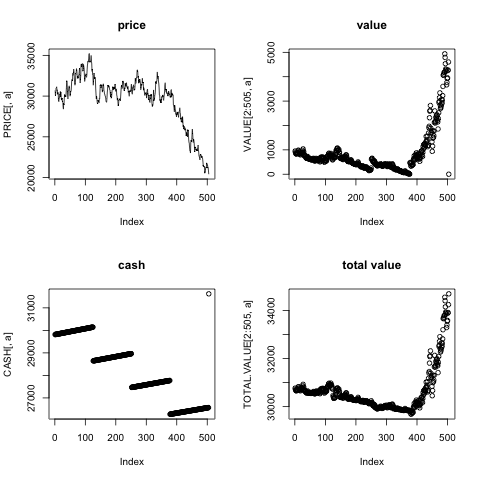 price
PRICE[, a]
20000 25000 30000 35000
0 100 200 300 400 500
Index
value
VALUE[2:505, a]
0 1000 3000 5000
0 100 200 300 400 500
Index
cash
CASH[, a]
27000 29000 31000
0 100 200 300 400 500
Index
total value
TOTAL.VALUE[2:505, a]
30000 32000 34000
0 100 200 300 400 500
Index